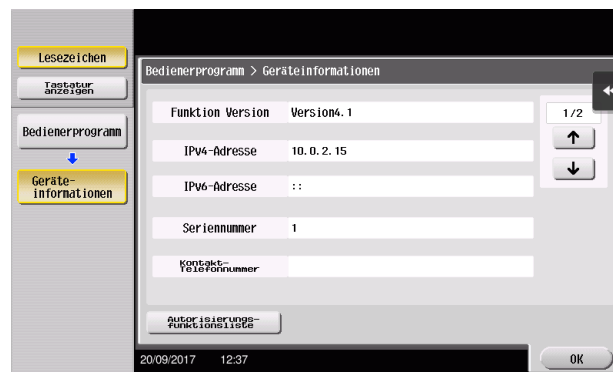 Lesezeichen
Tastatur
anzeigen
Bedienerprogramm
Geräte-
informationen
Bedienerprogramm > Geräteinformationen
Funktion Version Version4.1
IPv4-Adresse 10.0.2.15
IPv6-Adresse ::
Seriennummer 1
Kontakt-
Telefonnummer
1/2
Autorisierungs-
funktionsliste
20/09/2017 12:37
OK